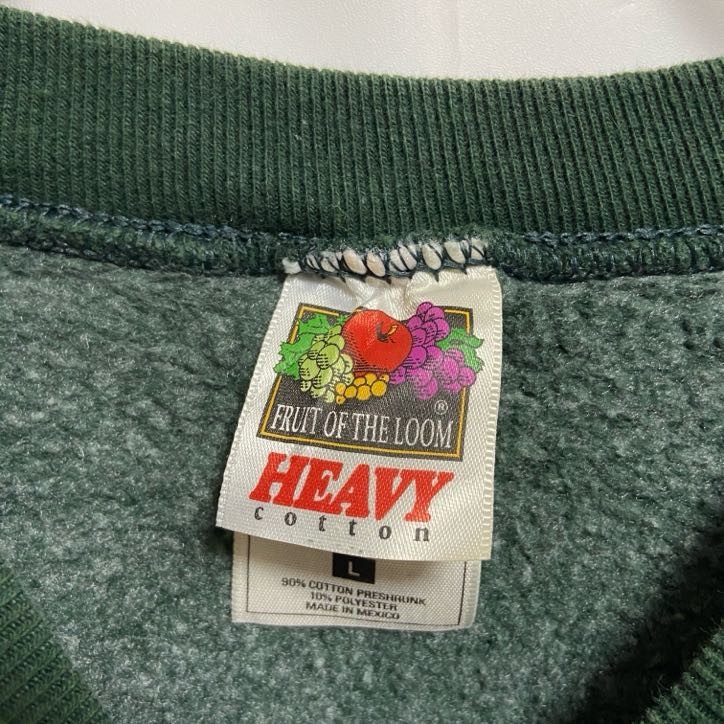 ®
FRUIT OF THE LOOM
HEAVY
cotton
L
90% COTTON PRESHRUNK
10% POLYESTER
MADE IN MEXICO